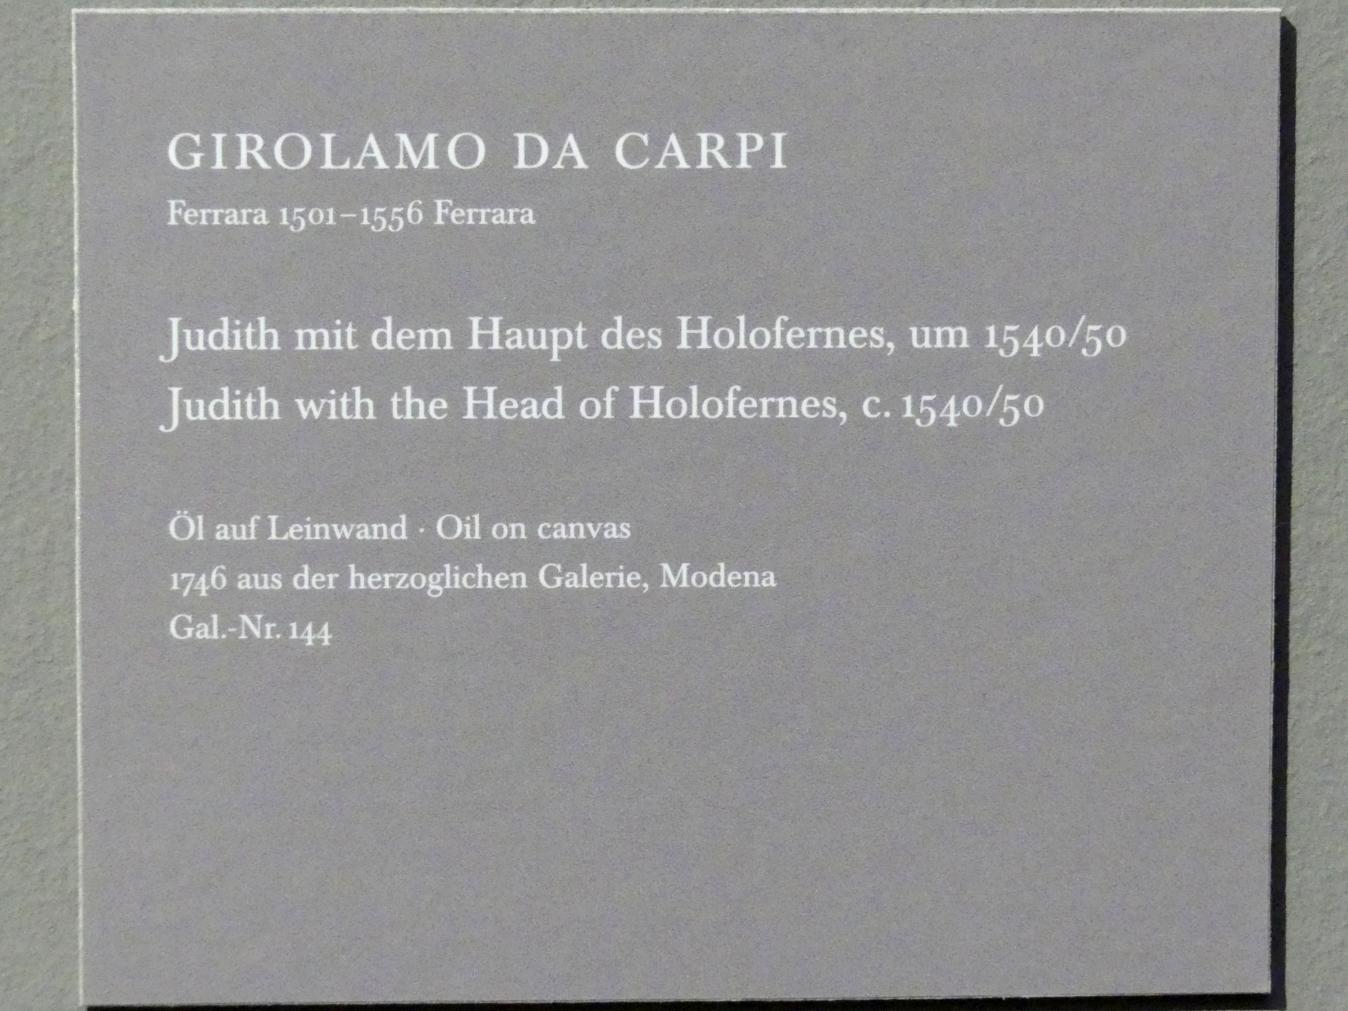 GIROLAMO DA CARPI
Ferrara 1501–1556 Ferrara
Judith mit dem Haupt des Holofernes, um 1540/50
Judith with the Head of Holofernes, c. 1540/50
Öl auf Leinwand · Oil on canvas
1746 aus der herzoglichen Galerie, Modena
Gal.-Nr. 144